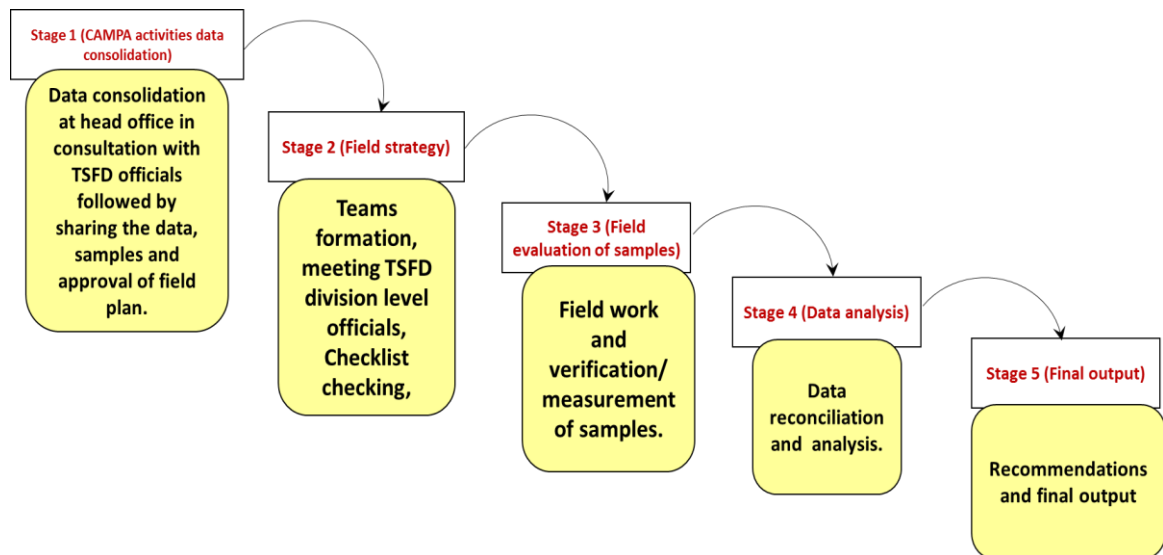 Stage 1 (CAMPA activities data
consolidation)
Data consolidation
at head office in
consultation with
TSFD officials
followed by
sharing the data,
samples and
approval of field
plan.
Stage 2 (Field strategy)
Teams
formation,
meeting TSFD
division level
officials,
Checklist
checking,
Stage 3 (Field
evaluation of samples)
Field work
and
verification/
measurement
of samples.
Stage 4 (Data analysis)
Data
reconciliation
and analysis.
Stage 5 (Final output)
Recommendations
and final output